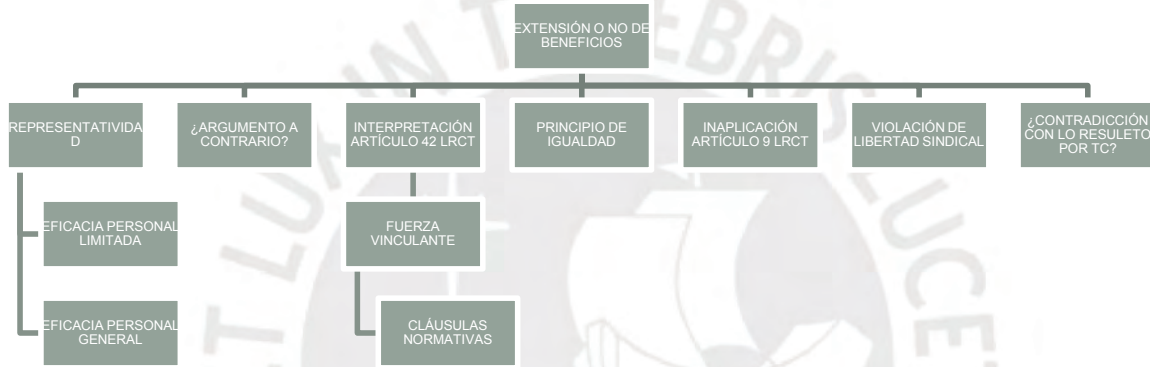 EXTENSIÓN O NO DE
BENEFICIOS
REPRESENTATIVIDA
D
¿ARGUMENTO A
CONTRARIO?
INTERPRETACIÓN
ARTÍCULO 42 LRCT
PRINCIPIO DE
IGUALDAD
INAPLICACIÓN
ARTÍCULO 9 LRCT
VIOLACIÓN DE
LIBERTAD SINDICAL
¿CONTRADICCIÓN
CON LO RESULETO
POR TC?
EFICACIA PERSONAL
LIMITADA
FUERZA
VINCULANTE
EFICACIA PERSONAL
GENERAL
CLÁUSULAS
NORMATIVAS